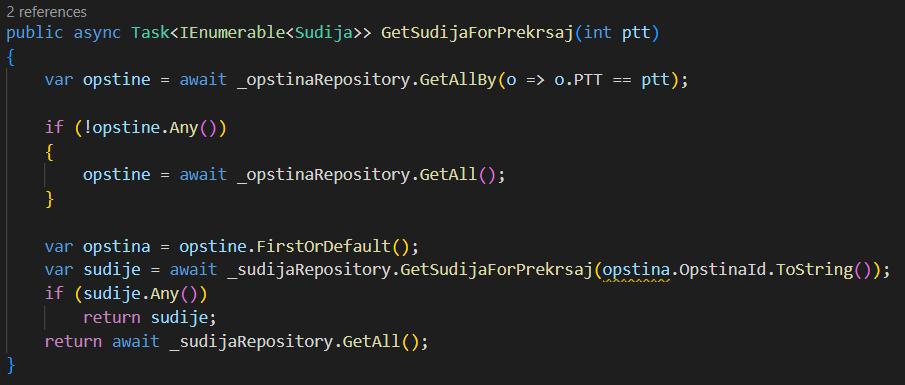 2 references
public async Task<IEnumerable<Sudija>> GetSudijaForPrekrsaj(int ptt)
{
    var opstine = await _opstinaRepository.GetAllBy(o => o.PTT == ptt);
    if (!opstine.Any())
    {
        opstine = await _opstinaRepository.GetAll();
    }
    var opstina = opstine.FirstOrDefault();
    var sudije = await _sudijaRepository.GetSudijaForPrekrsaj(opstina.OpstinaId.ToString());
    if (sudije.Any())
        return sudije;
    return await _sudijaRepository.GetAll();
}